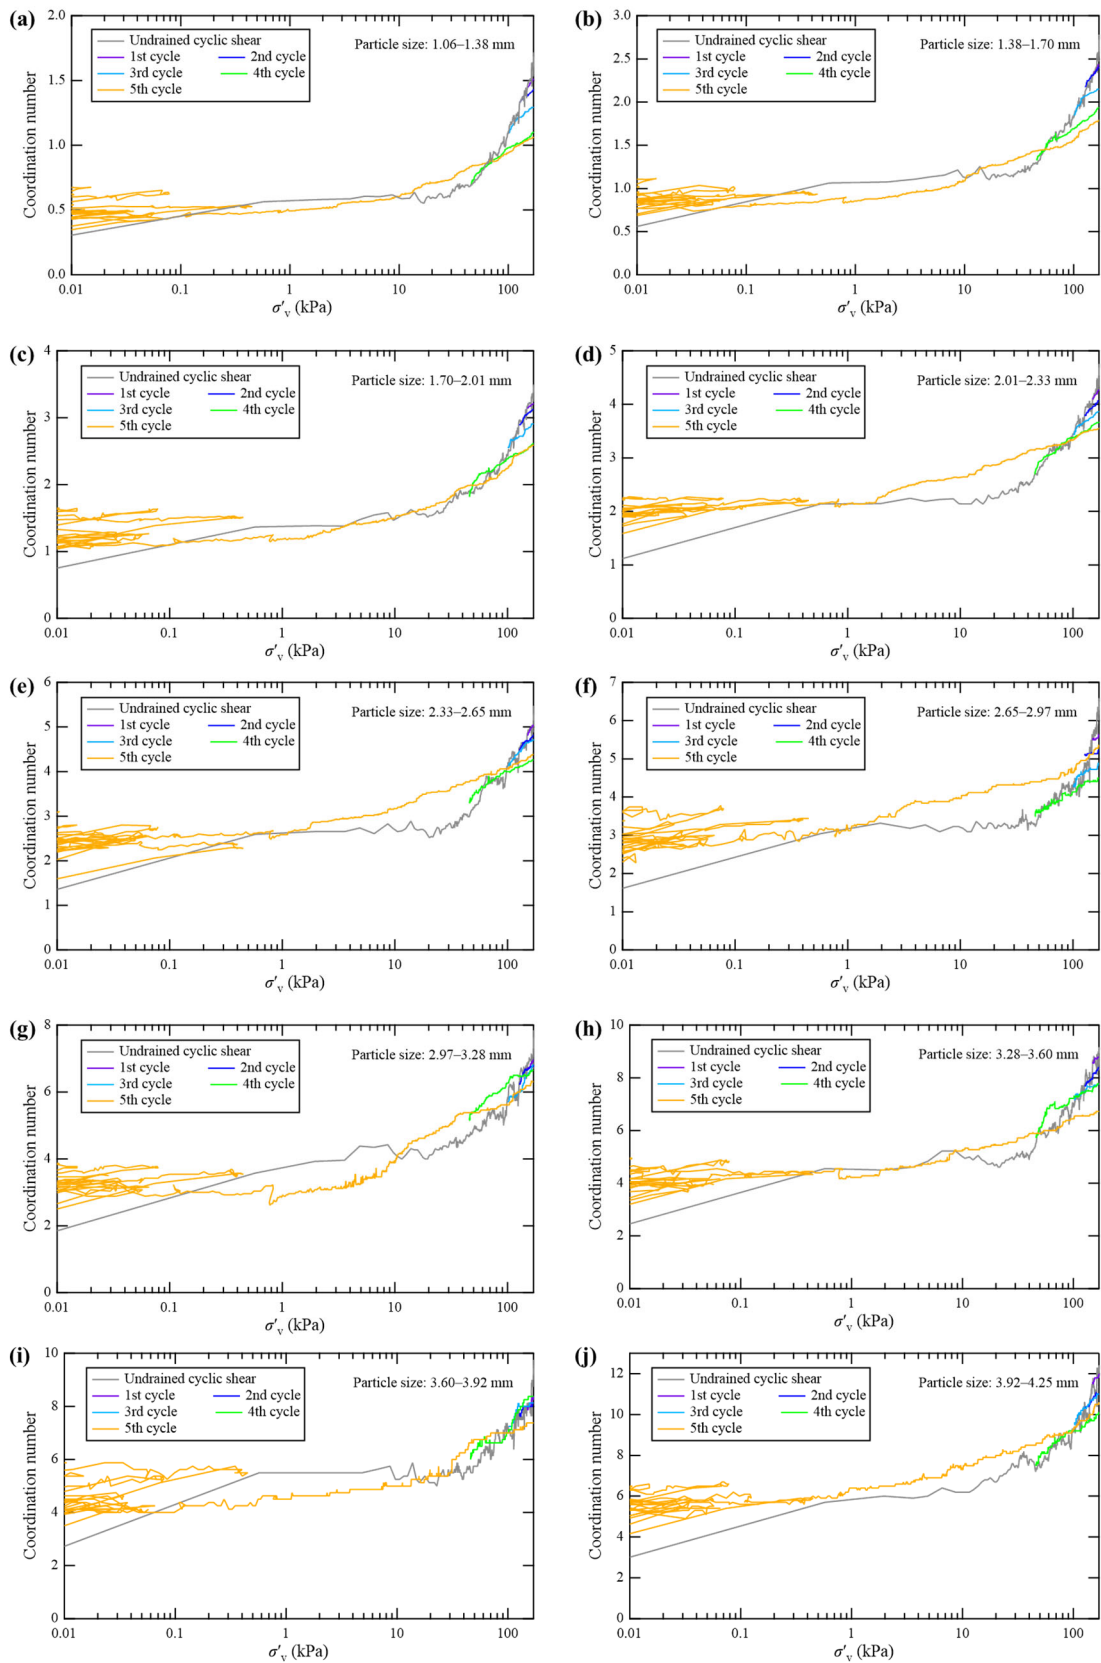 (a)
2.0
1.5
1.0
0.5
0.0
Coordination number
Undrained cyclic shear
1st cycle 2nd cycle
3rd cycle 4th cycle
5th cycle
Particle size: 1.06–1.38 mm
0.01 0.1 1 10 100
σ′v (kPa)
(b)
3.0
2.5
2.0
1.5
1.0
0.5
0.0
Coordination number
Undrained cyclic shear
1st cycle 2nd cycle
3rd cycle 4th cycle
5th cycle
Particle size: 1.38–1.70 mm
0.01 0.1 1 10 100
σ′v (kPa)
(c)
4
3
2
1
0
Coordination number
Undrained cyclic shear
1st cycle 2nd cycle
3rd cycle 4th cycle
5th cycle
Particle size: 1.70–2.01 mm
0.01 0.1 1 10 100
σ′v (kPa)
(d)
5
4
3
2
1
0
Coordination number
Undrained cyclic shear
1st cycle 2nd cycle
3rd cycle 4th cycle
5th cycle
Particle size: 2.01–2.33 mm
0.01 0.1 1 10 100
σ′v (kPa)
(e)
6
5
4
3
2
1
0
Coordination number
Undrained cyclic shear
1st cycle 2nd cycle
3rd cycle 4th cycle
5th cycle
Particle size: 2.33–2.65 mm
0.01 0.1 1 10 100
σ′v (kPa)
(f)
7
6
5
4
3
2
1
0
Coordination number
Undrained cyclic shear
1st cycle 2nd cycle
3rd cycle 4th cycle
5th cycle
Particle size: 2.65–2.97 mm
0.01 0.1 1 10 100
σ′v (kPa)
(g)
8
6
4
2
0
Coordination number
Undrained cyclic shear
1st cycle 2nd cycle
3rd cycle 4th cycle
5th cycle
Particle size: 2.97–3.28 mm
0.01 0.1 1 10 100
σ′v (kPa)
(h)
10
8
6
4
2
0
Coordination number
Undrained cyclic shear
1st cycle 2nd cycle
3rd cycle 4th cycle
5th cycle
Particle size: 3.28–3.60 mm
0.01 0.1 1 10 100
σ′v (kPa)
(i)
10
8
6
4
2
0
Coordination number
Undrained cyclic shear
1st cycle 2nd cycle
3rd cycle 4th cycle
5th cycle
Particle size: 3.60–3.92 mm
0.01 0.1 1 10 100
σ′v (kPa)
(j)
12
10
8
6
4
2
0
Coordination number
Undrained cyclic shear
1st cycle 2nd cycle
3rd cycle 4th cycle
5th cycle
Particle size: 3.92–4.25 mm
0.01 0.1 1 10 100
σ′v (kPa)